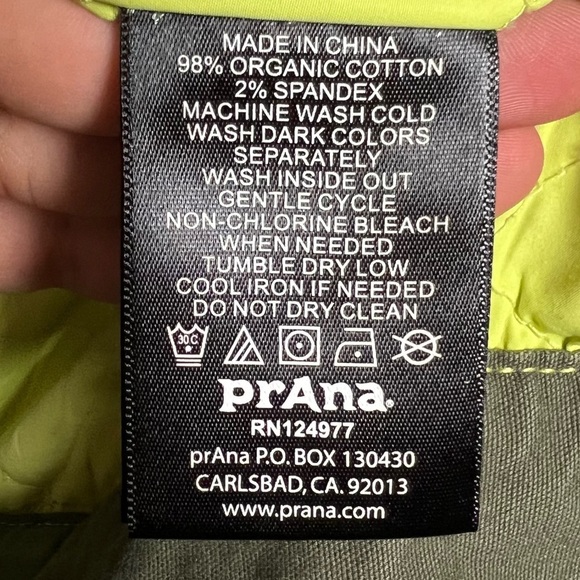 MADE IN CHINA
98% ORGANIC COTTON
2% SPANDEX
MACHINE WASH COLD
WASH DARK COLORS
SEPARATELY
WASH INSIDE OUT
GENTLE CYCLE
NON-CHLORINE BLEACH
WHEN NEEDED
TUMBLE DRY LOW
COOL IRON IF NEEDED
DO NOT DRY CLEAN
30 C
prAna
RN124977
prAna P.O. BOX 130430
CARLSBAD, CA. 92013
www.prana.com